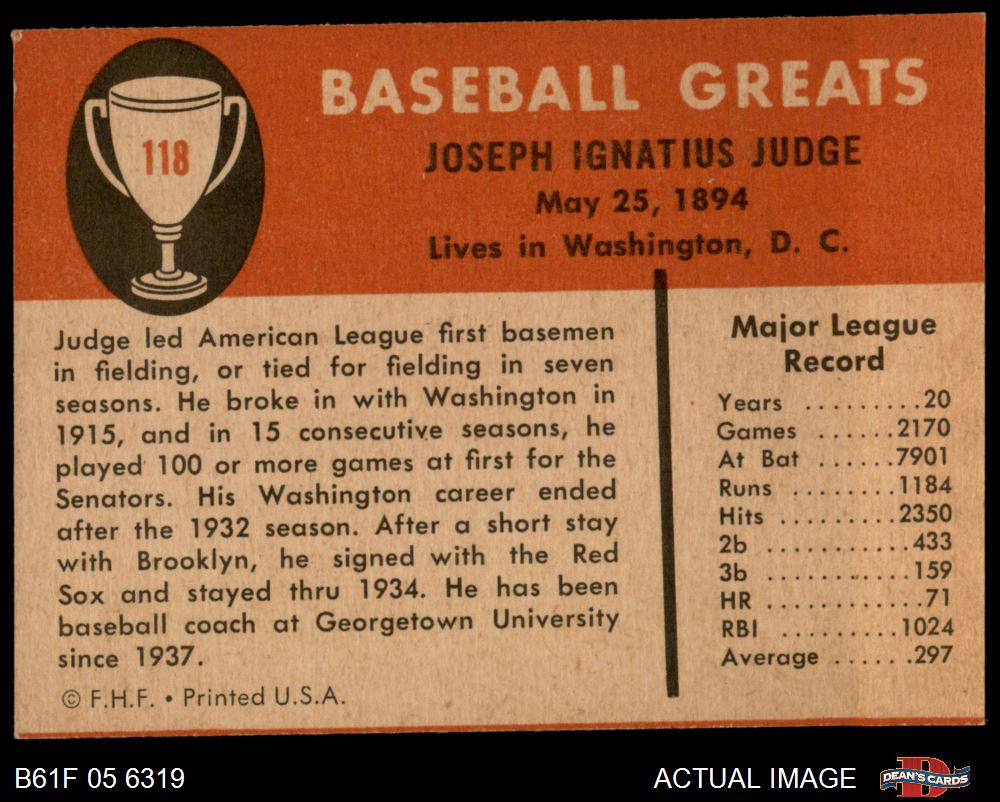 118
BASEBALL GREATS
JOSEPH IGNATIUS JUDGE
May 25, 1894
Lives in Washington, D. C.
Judge led American League first basemen
in fielding, or tied for fielding in seven
seasons. He broke in with Washington in
1915, and in 15 consecutive seasons, he
played 100 or more games at first for the
Senators. His Washington career ended
after the 1932 season. After a short stay
with Brooklyn, he signed with the Red
Sox and stayed thru 1934. He has been
baseball coach at Georgetown University
since 1937.
© F.H.F. • Printed U.S.A.
Major League
Record
Years .........20
Games ......2170
At Bat ......7901
Runs ........1184
Hits .........2350
2b ..........433
3b ..........159
HR ............71
RBI .........1024
Average ......297
B61F 05 6319
ACTUAL IMAGE
D
DEAN'S CARDS